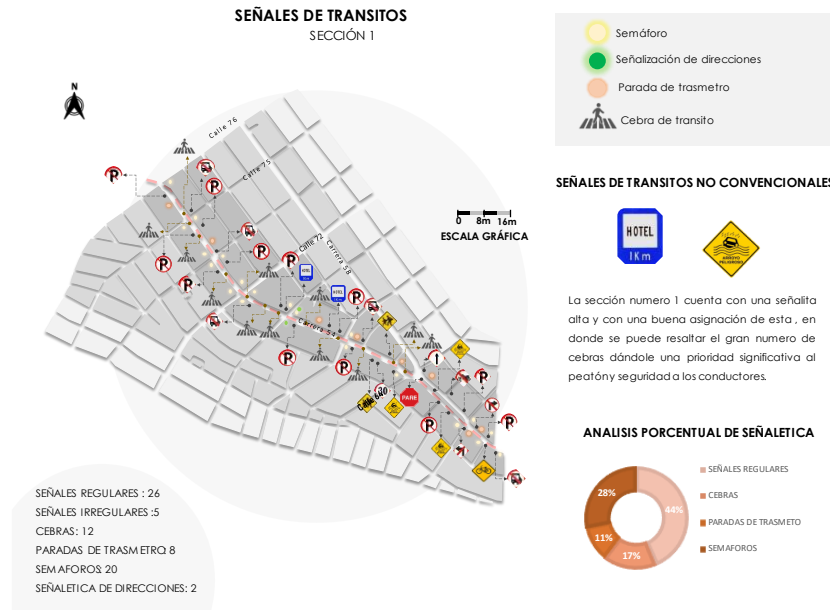 SEÑALES DE TRANSITOS
SECCIÓN 1
N
Calle 76
Calle 75
Calle 72
Carrera 58
Carrera 54
HOTEL
HOTEL
30
PARE
0 8m 16m
ESCALA GRÁFICA
Semáforo
Señalización de direcciones
Parada de trasmetro
Cebra de transito
SEÑALES DE TRANSITOS NO CONVENCIONALES
HOTEL
1Km
ARROYO
PELIGROSO
La sección numero 1 cuenta con una señalita
alta y con una buena asignación de esta , en
donde se puede resaltar el gran numero de
cebras dándole una prioridad significativa al
peatón y seguridad a los conductores.
ANALISIS PORCENTUAL DE SEÑALETICA
28%
44%
11%
17%
SEÑALES REGULARES
CEBRAS
PARADAS DE TRASMETO
SEMAFOROS
SEÑALES REGULARES : 26
SEÑALES IRREGULARES :5
CEBRAS: 12
PARADAS DE TRASMETRO: 8
SEMAFOROS: 20
SEÑALETICA DE DIRECCIONES: 2